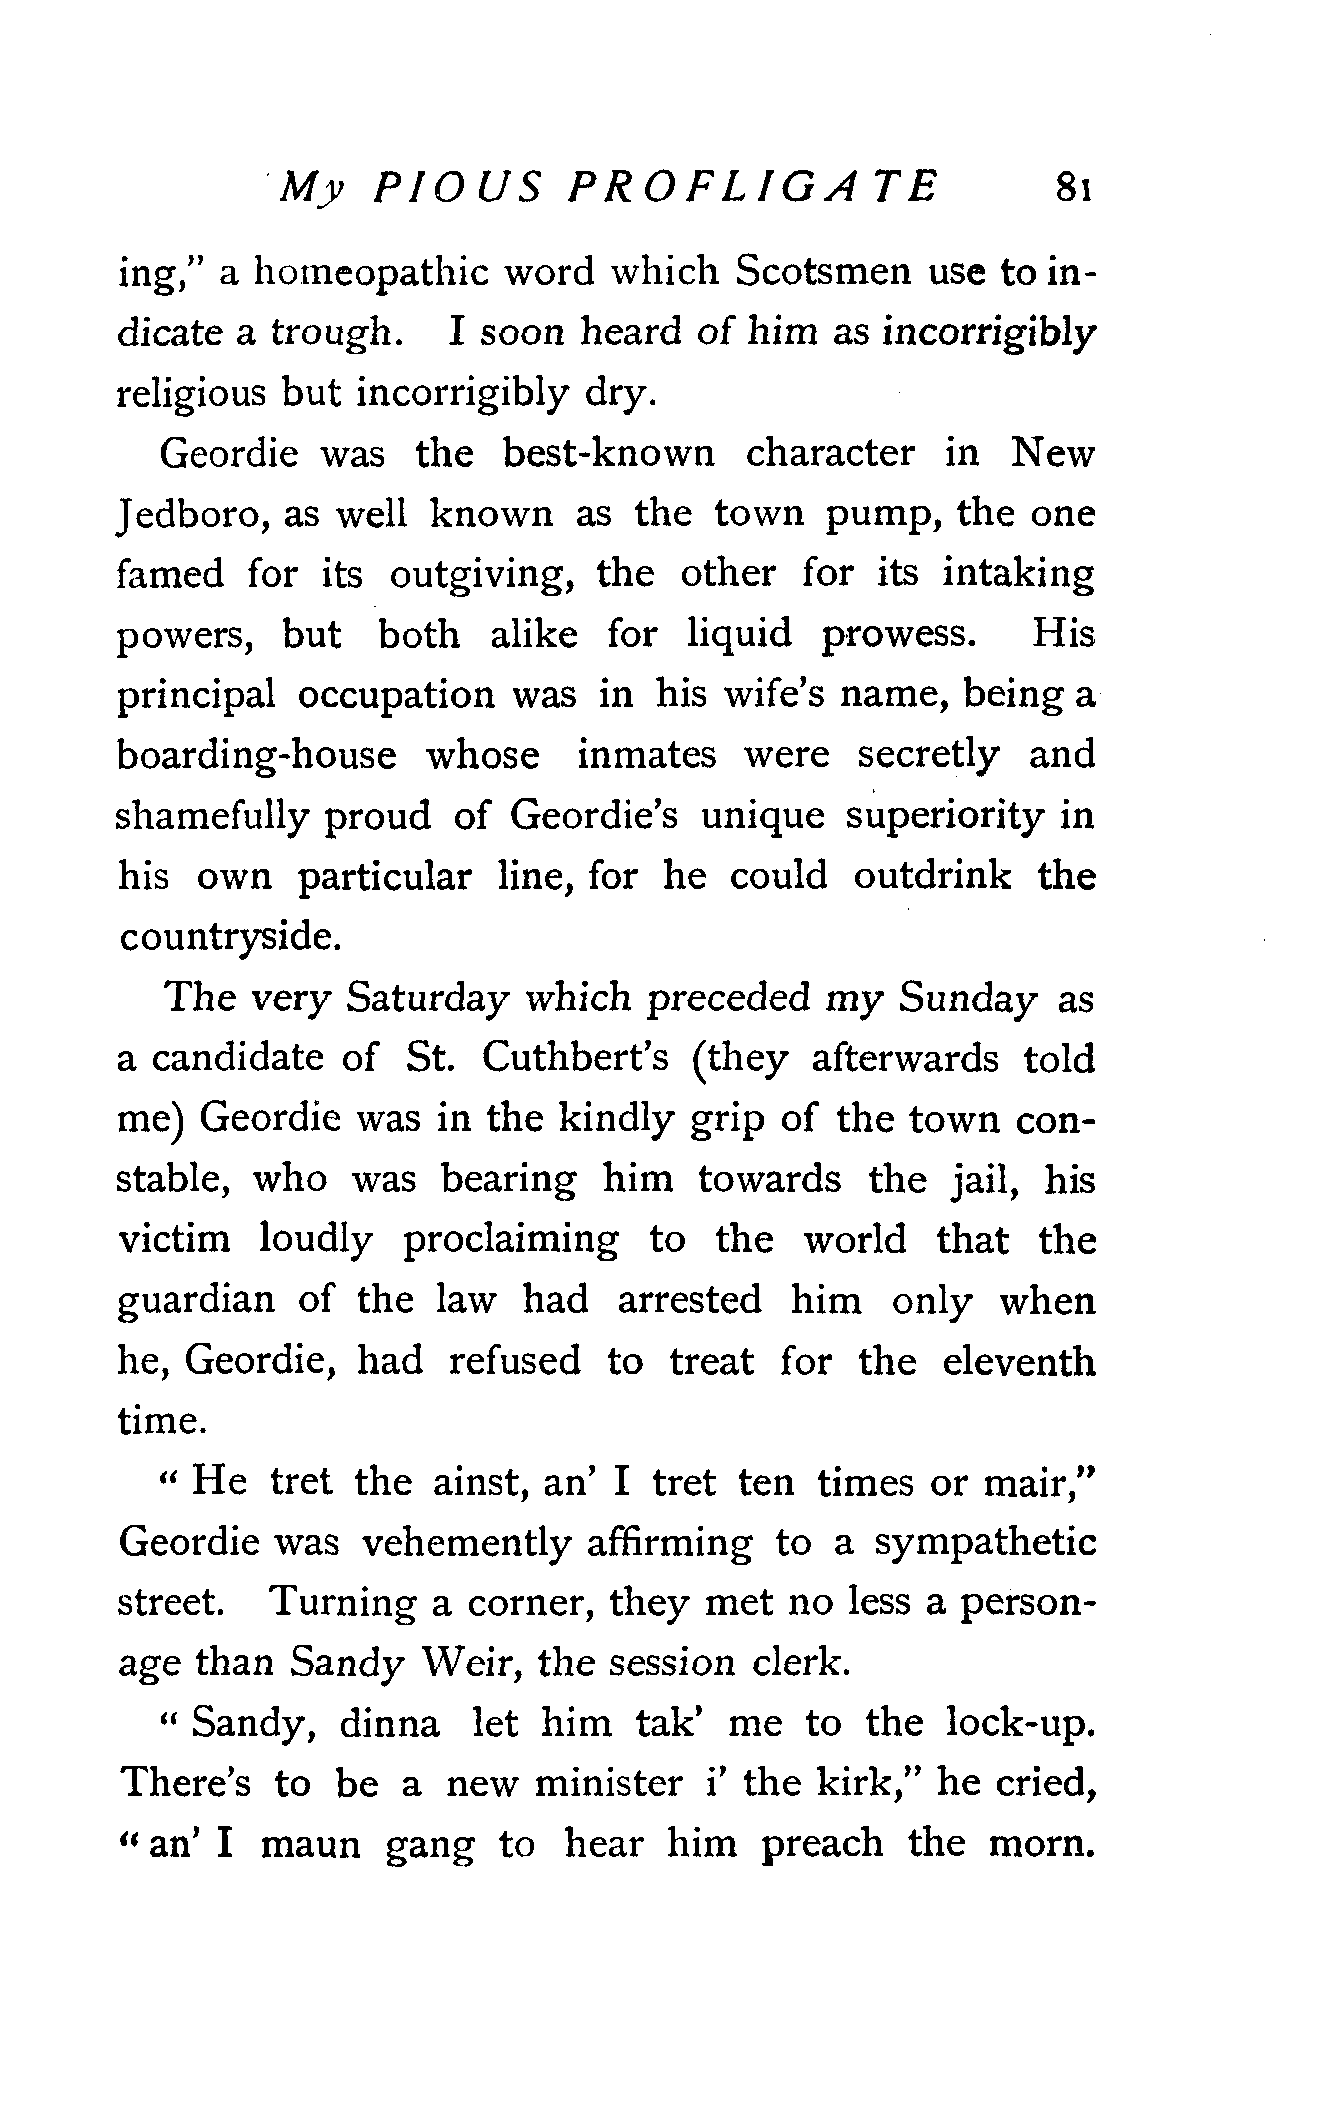 My PIOUS PROFLIGATE 81
ing," a homeopathic word which Scotsmen use to in-
dicate a trough. I soon heard of him as incorrigibly
religious but incorrigibly dry.
Geordie was the best-known character in New
Jedboro, as well known as the town pump, the one
famed for its outgiving, the other for its intaking
powers, but both alike for liquid prowess. His
principal occupation was in his wife's name, being a
boarding-house whose inmates were secretly and
shamefully proud of Geordie's unique superiority in
his own particular line, for he could outdrink the
countryside.
The very Saturday which preceded my Sunday as
a candidate of St. Cuthbert's (they afterwards told
me) Geordie was in the kindly grip of the town con-
stable, who was bearing him towards the jail, his
victim loudly proclaiming to the world that the
guardian of the law had arrested him only when
he, Geordie, had refused to treat for the eleventh
time.
" He tret the ainst, an' I tret ten times or mair,"
Geordie was vehemently affirming to a sympathetic
street. Turning a corner, they met no less a person-
age than Sandy Weir, the session clerk.
" Sandy, dinna let him tak' me to the lock-up.
There's to be a new minister i' the kirk," he cried,
" an' I maun gang to hear him preach the morn.